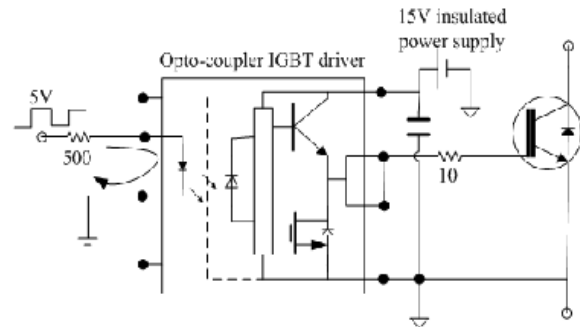 15V insulated
power supply
Opto-coupler IGBT driver
5V
500
10